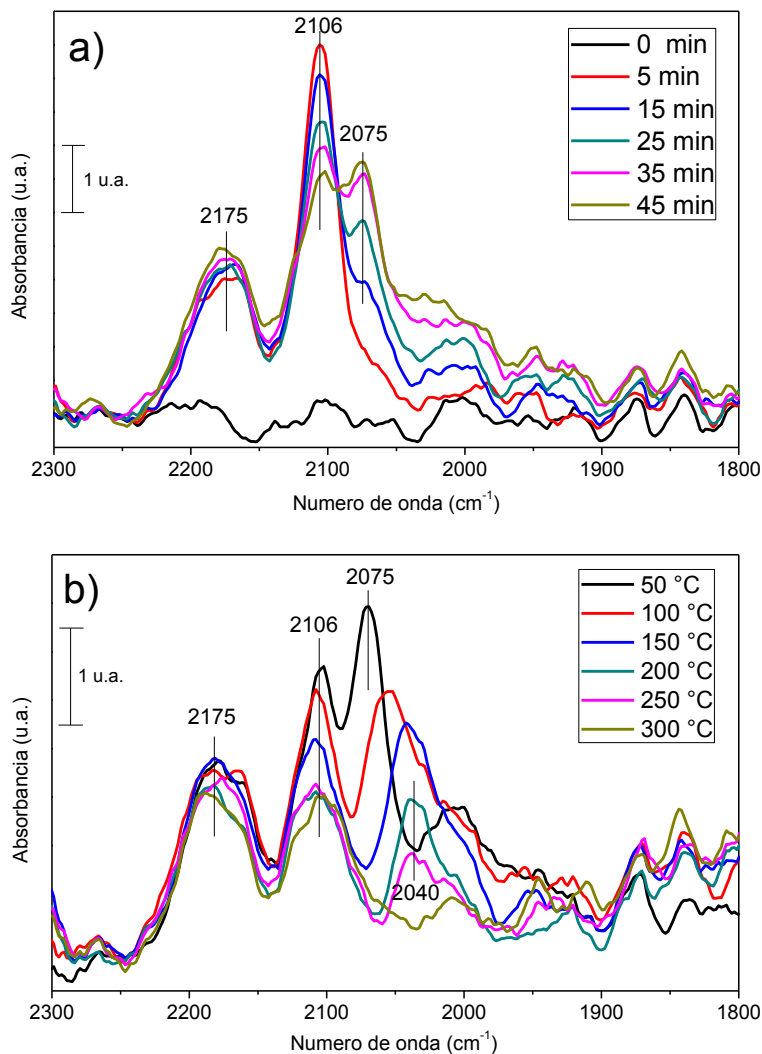 a)
2106
2075
2175
1 u.a.
0 min
5 min
15 min
25 min
35 min
45 min
Absorbancia (u.a.)
2300 2200 2100 2000 1900 1800
Numero de onda (cm⁻¹)
b)
2075
2106
2175
2040
1 u.a.
50 °C
100 °C
150 °C
200 °C
250 °C
300 °C
Absorbancia (u.a.)
2300 2200 2100 2000 1900 1800
Numero de onda (cm⁻¹)